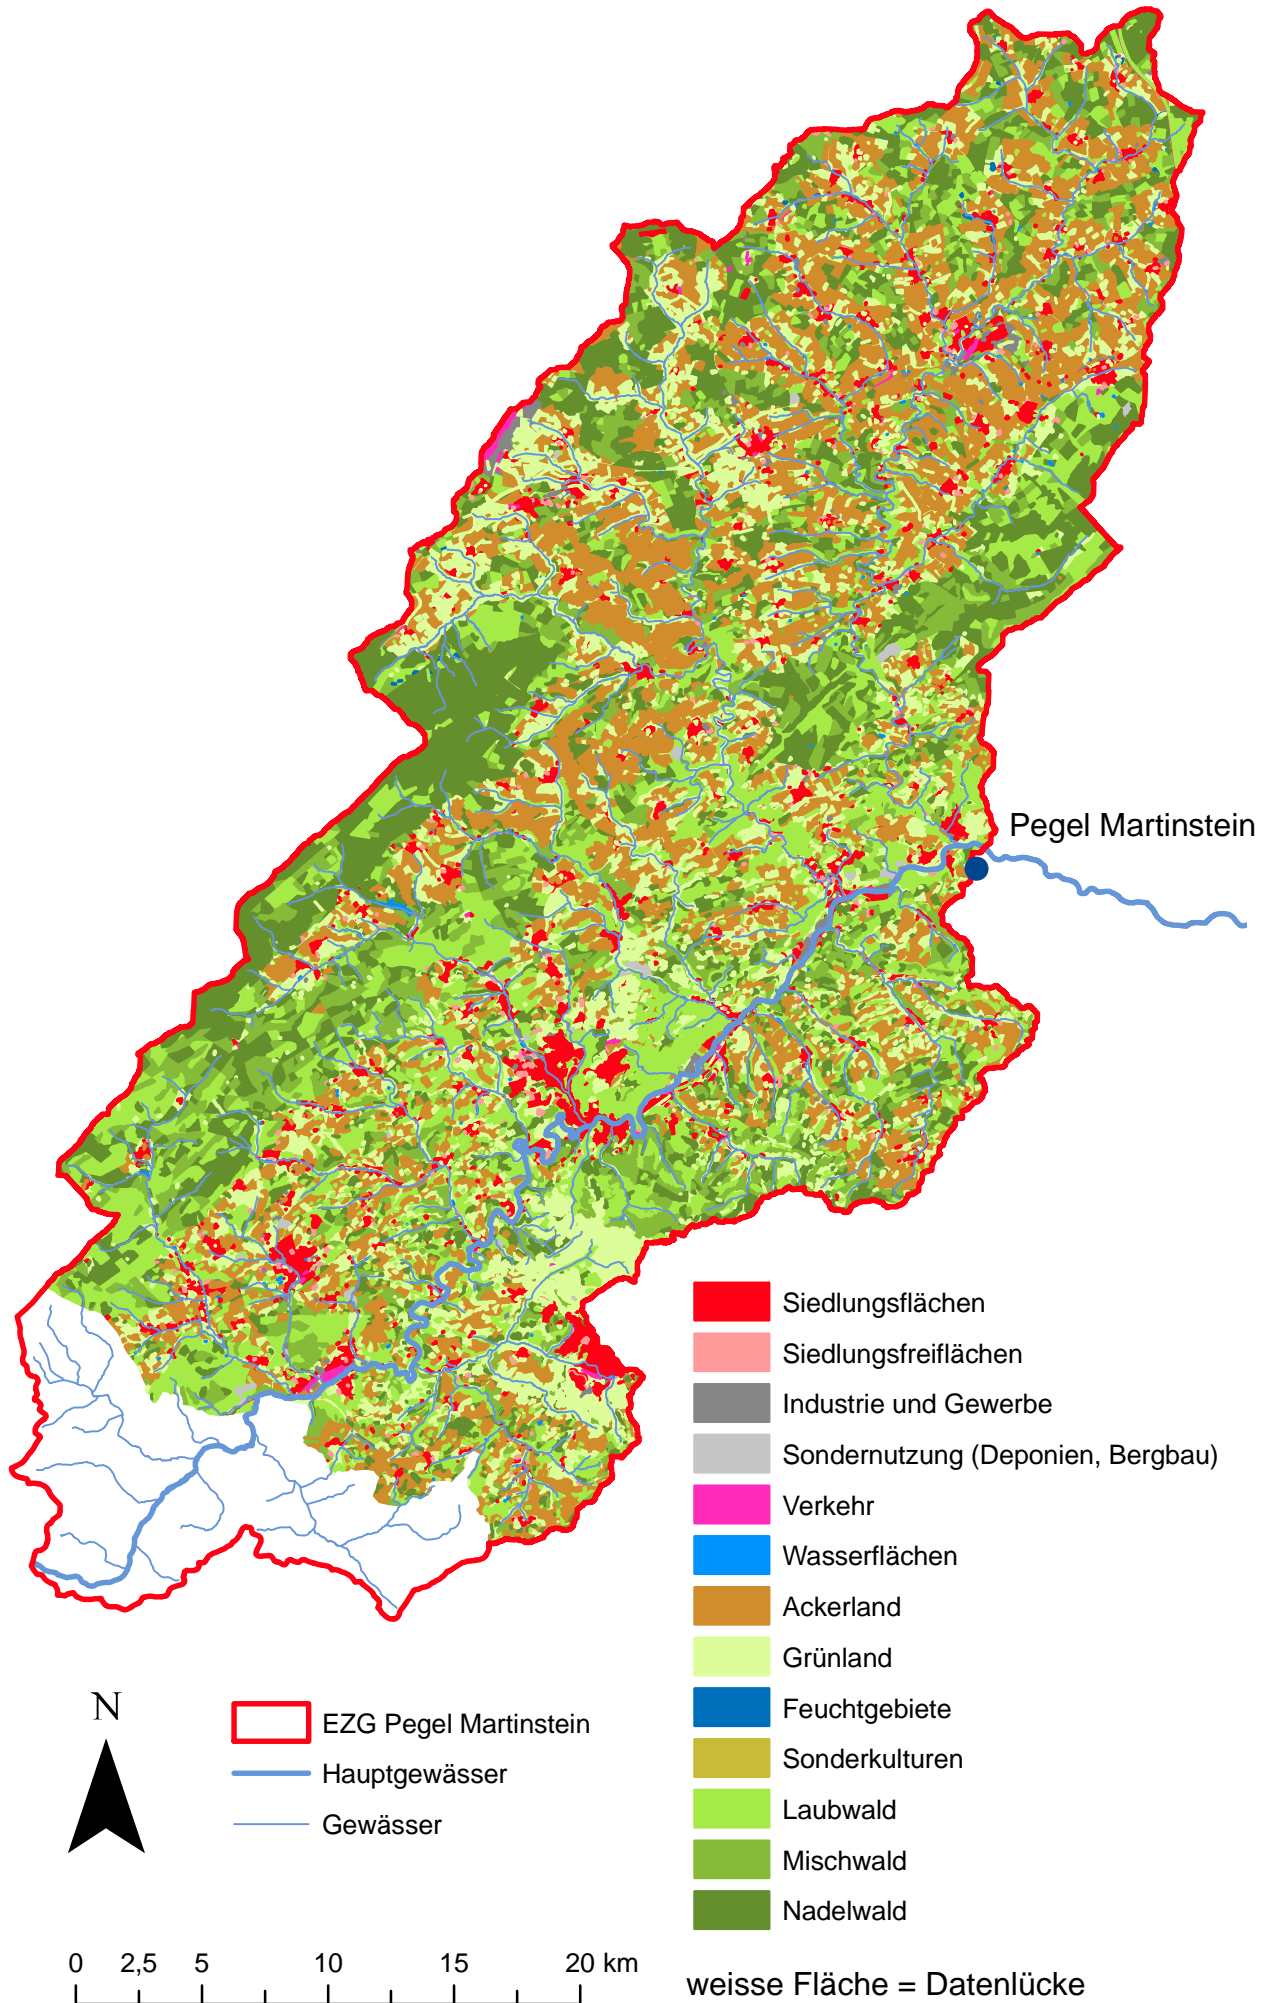 Pegel Martinstein
Siedlungsflächen
Siedlungsfreiflächen
Industrie und Gewerbe
Sondernutzung (Deponien, Bergbau)
Verkehr
Wasserflächen
Ackerland
Grünland
Feuchtgebiete
Sonderkulturen
Laubwald
Mischwald
Nadelwald
N
EZG Pegel Martinstein
Hauptgewässer
Gewässer
0 2,5 5 10 15 20 km
weisse Fläche = Datenlücke